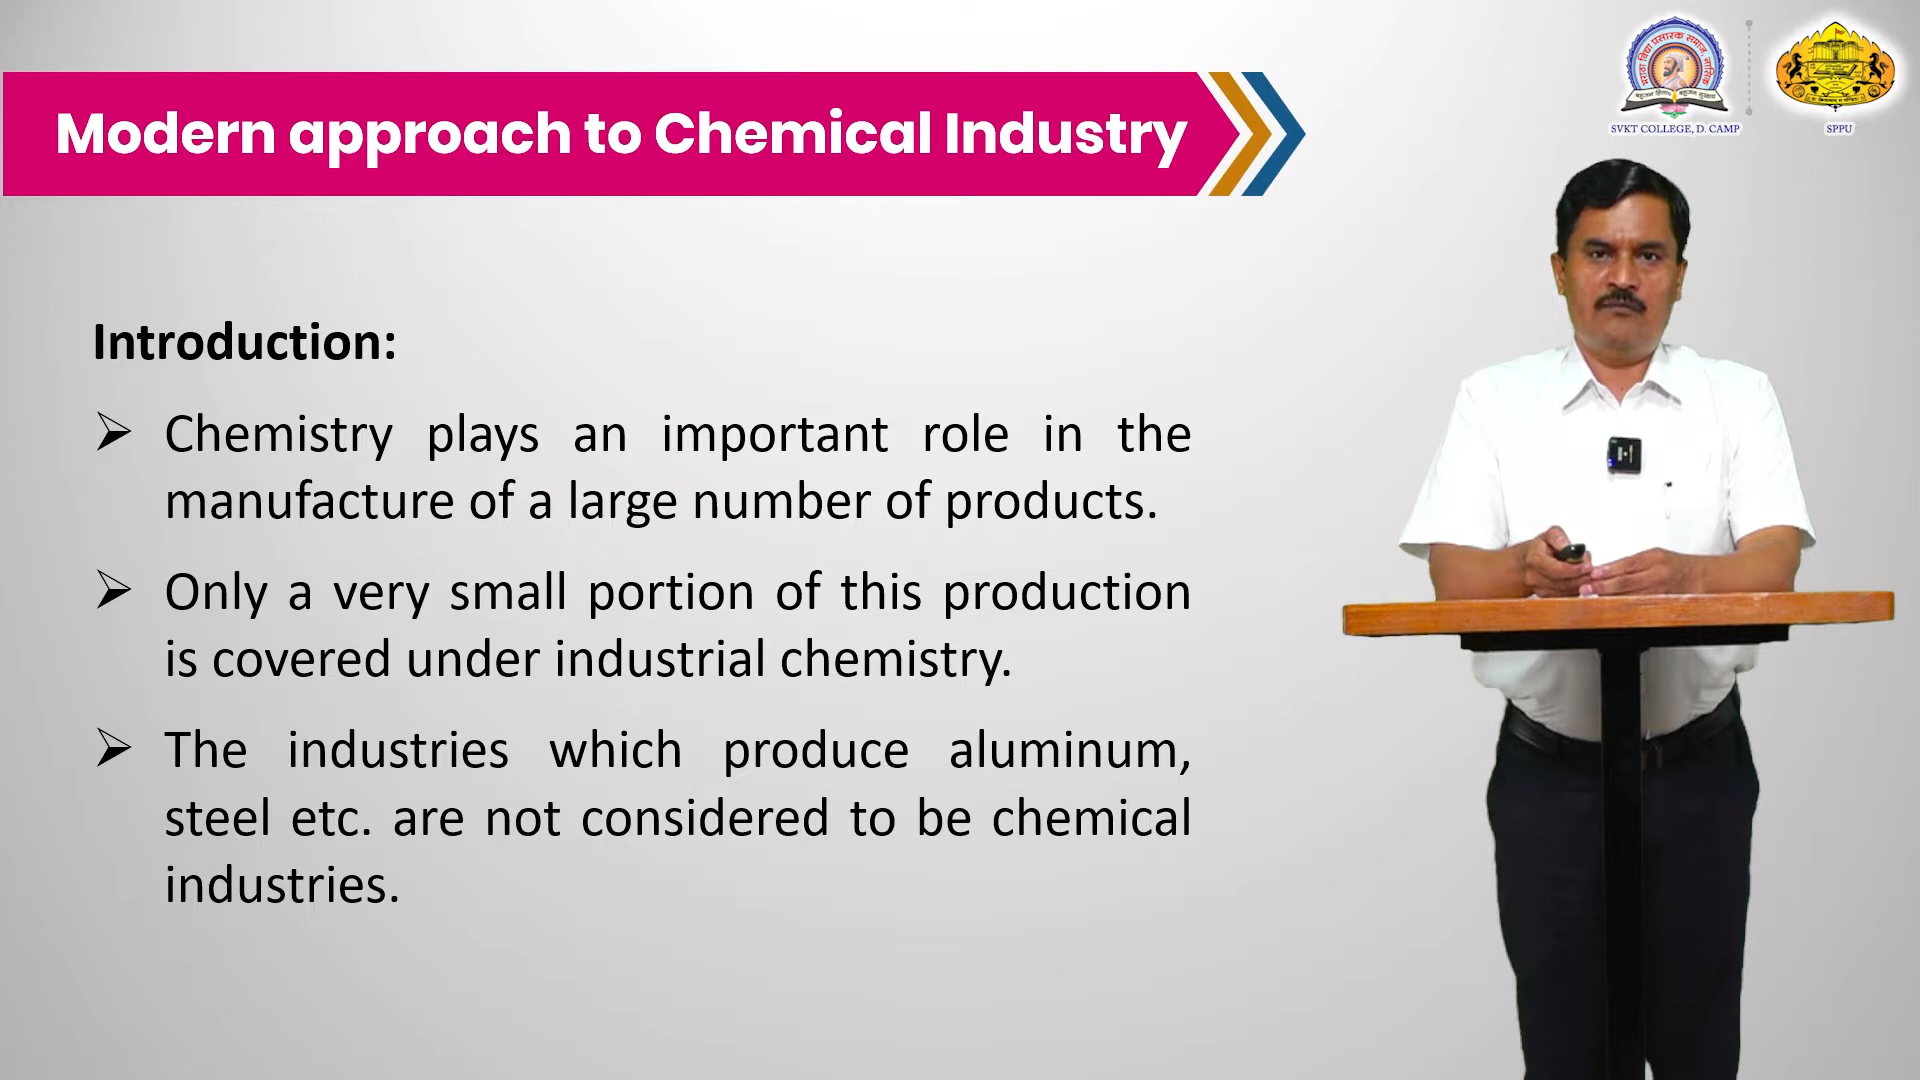 Modern approach to Chemical Industry
SVKT COLLEGE, D. CAMP
SPPU
Introduction:
Chemistry plays an important role in the
manufacture of a large number of products.
Only a very small portion of this production
is covered under industrial chemistry.
The industries which produce aluminum,
steel etc. are not considered to be chemical
industries.